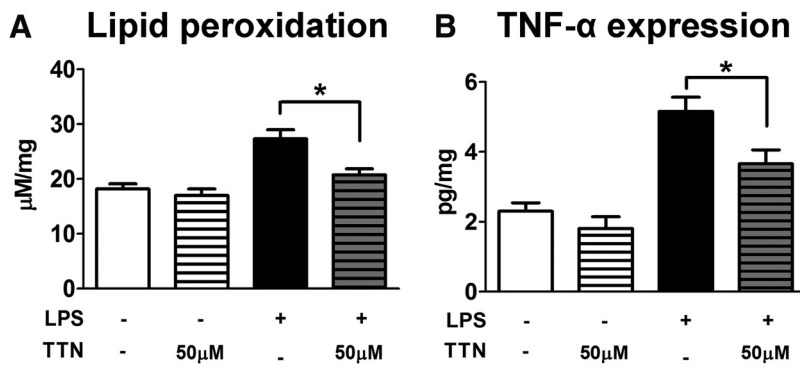 A Lipid peroxidation
μM/mg
40
30
20
10
0
*
LPS - - + +
TTN - 50μM - 50μM
B TNF-α expression
pg/mg
6
4
2
0
*
LPS - - + +
TTN - 50μM - 50μM